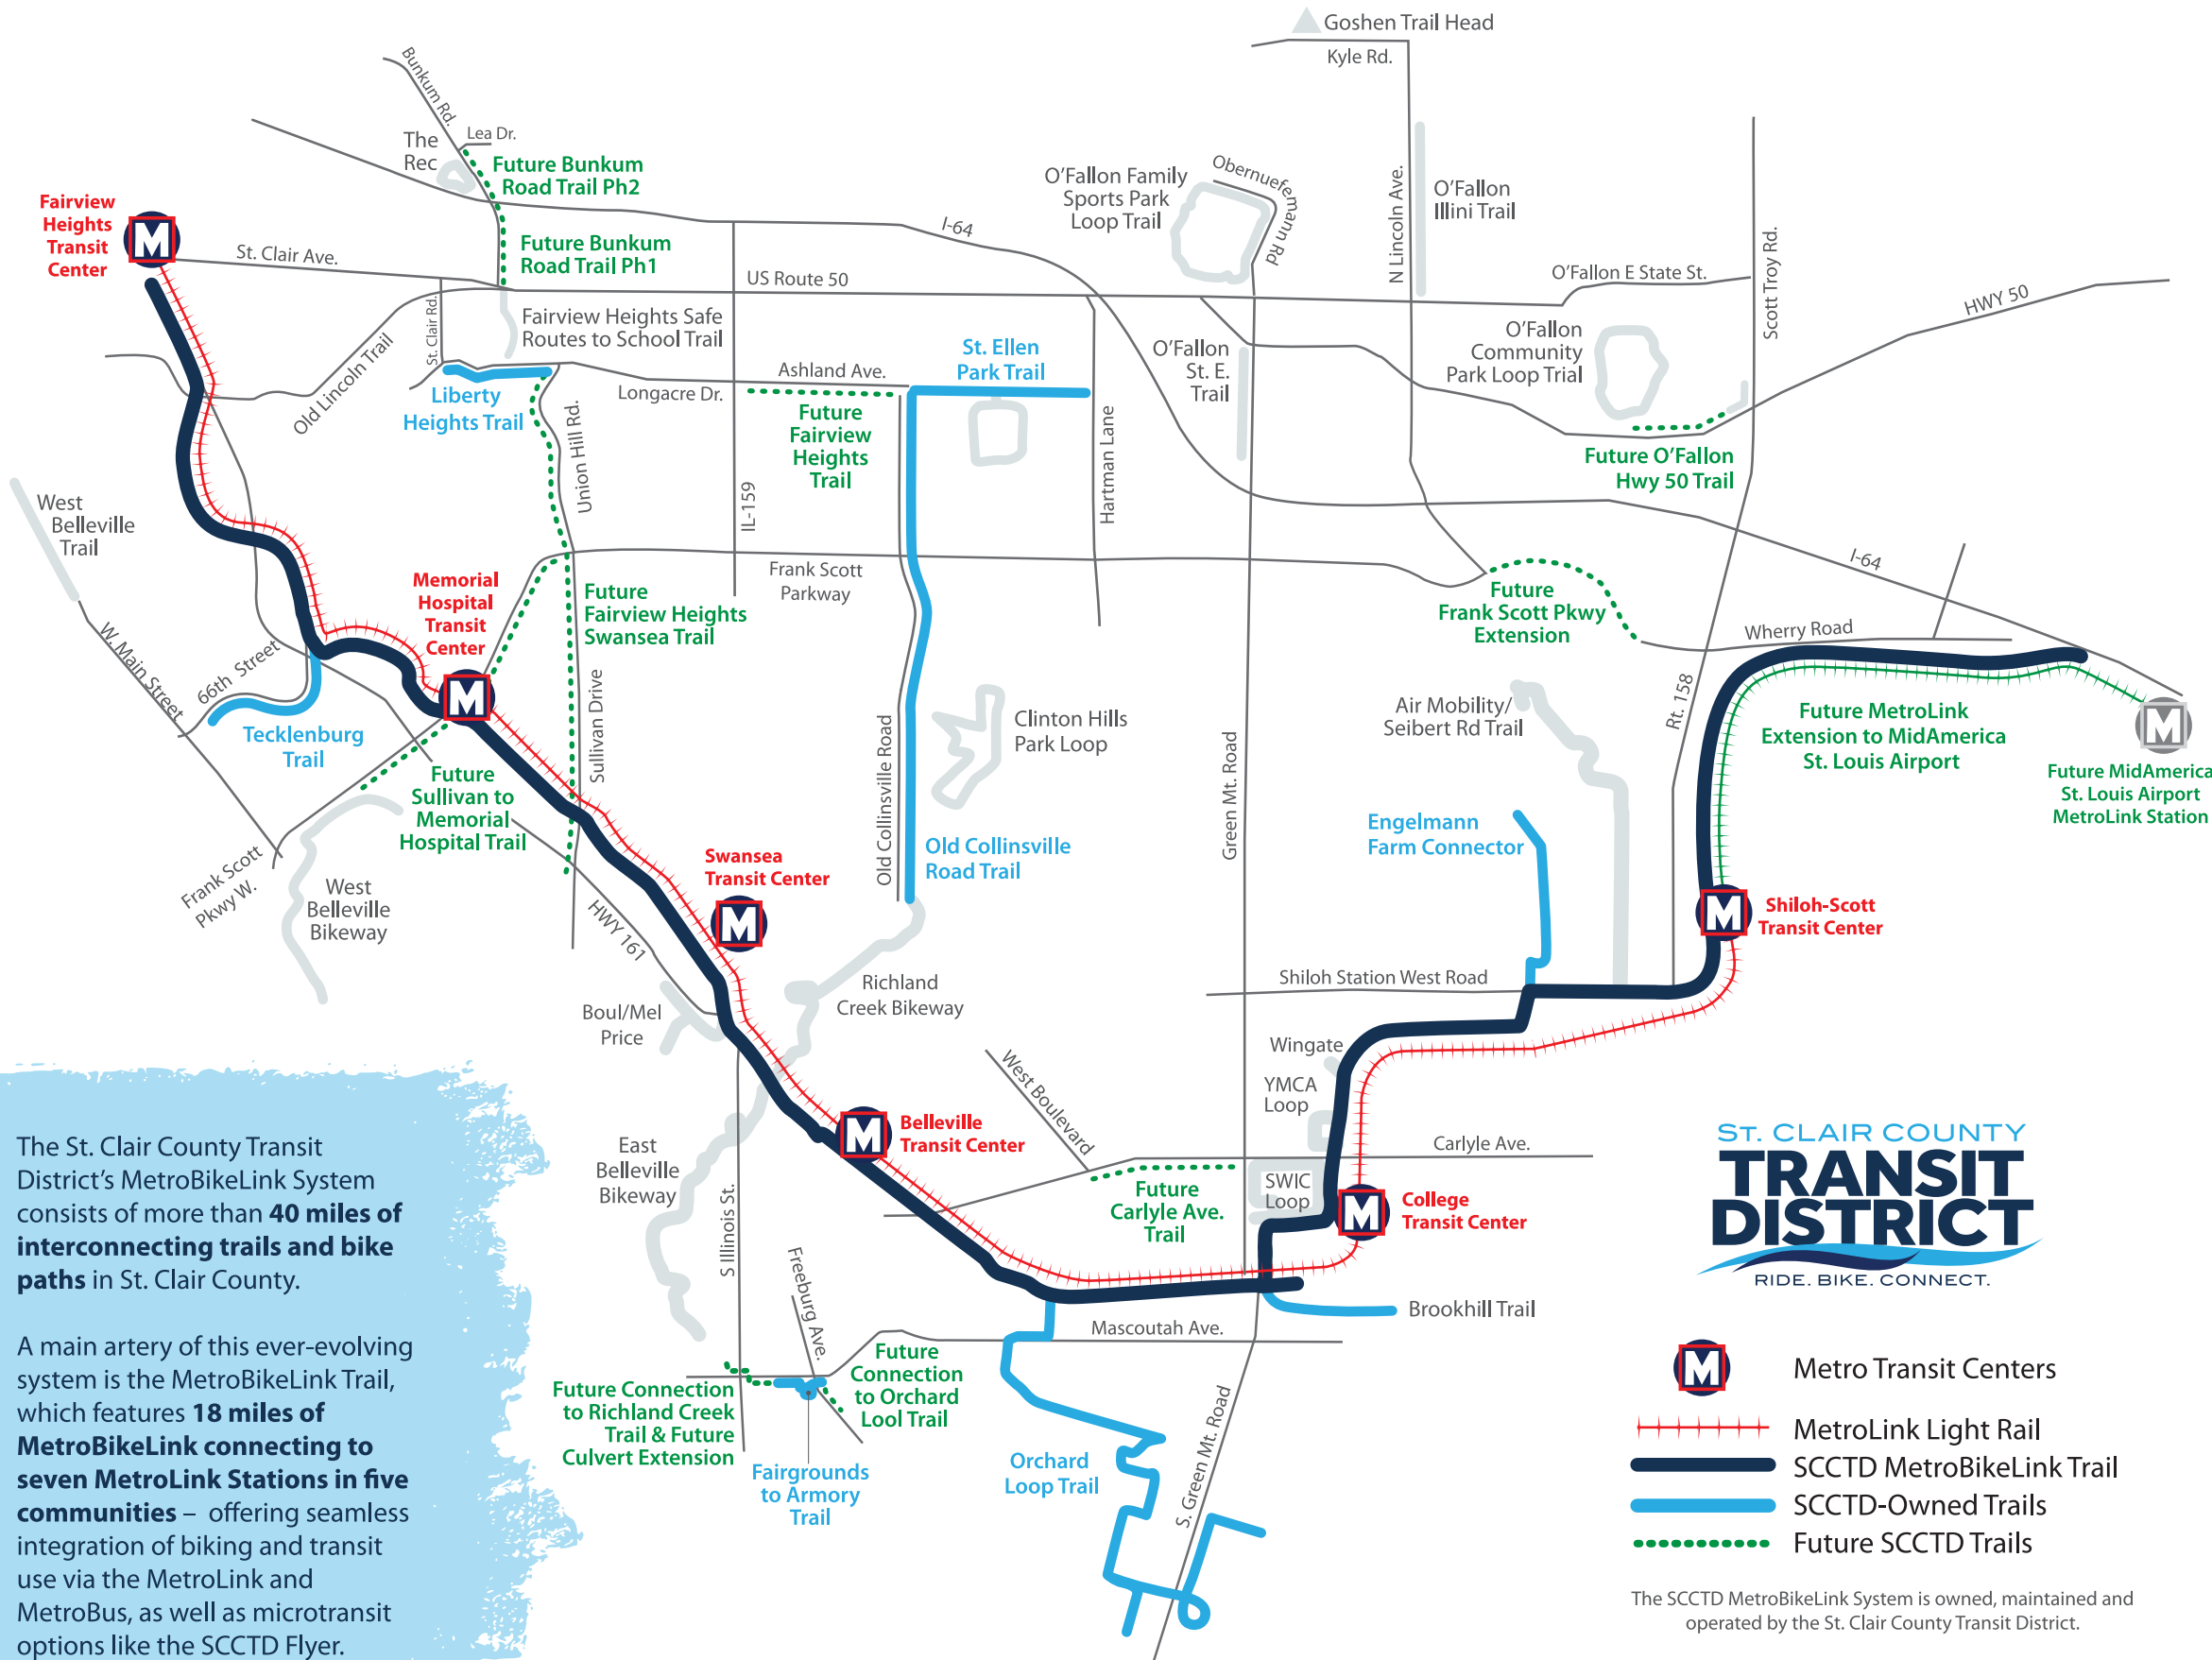 Goshen Trail Head
Kyle Rd.
Bunkum Rd.
Lea Dr.
The
Rec
Future Bunkum
Road Trail Ph2
Future Bunkum
Road Trail Ph1
Fairview
Heights
Transit
Center
St. Clair Ave.
I-64
US Route 50
O'Fallon Family
Sports Park
Loop Trail
Obernuefemann Rd
N Lincoln Ave.
O'Fallon
Illini Trail
O'Fallon E State St.
Scott Troy Rd.
HWY 50
St. Clair Rd.
Fairview Heights Safe
Routes to School Trail
Old Lincoln Trail
Liberty
Heights Trail
Union Hill Rd.
Longacre Dr.
Ashland Ave.
Future
Fairview
Heights
Trail
St. Ellen
Park Trail
O'Fallon
St. E.
Trail
O'Fallon
Community
Park Loop Trial
Future O'Fallon
Hwy 50 Trail
IL-159
Hartman Lane
West
Belleville
Trail
W. Main Street
66th Street
Tecklenburg
Trail
Memorial
Hospital
Transit
Center
Future
Fairview Heights
Swansea Trail
Frank Scott
Parkway
Future
Frank Scott Pkwy
Extension
I-64
Wherry Road
Rt. 158
Sullivan Drive
Future
Sullivan to
Memorial
Hospital Trail
Clinton Hills
Park Loop
Old Collinsville Road
Old Collinsville
Road Trail
Green Mt. Road
Air Mobility/
Seibert Rd Trail
Engelmann
Farm Connector
Future MetroLink
Extension to MidAmerica
St. Louis Airport
Future MidAmerica
St. Louis Airport
MetroLink Station
Frank Scott
Pkwy W.
West
Belleville
Bikeway
HWY 161
Swansea
Transit Center
Shiloh-Scott
Transit Center
Boul/Mel
Price
Richland
Creek Bikeway
Shiloh Station West Road
Wingate
YMCA
Loop
West Boulevard
Belleville
Transit Center
East
Belleville
Bikeway
Carlyle Ave.
SWIC
Loop
Future
Carlyle Ave.
Trail
College
Transit Center
S Illinois St.
Freeburg Ave.
Brookhill Trail
Mascoutah Ave.
Future Connection
to Richland Creek
Trail & Future
Culvert Extension
Future
Connection
to Orchard
Lool Trail
Fairgrounds
to Armory
Trail
Orchard
Loop Trail
S. Green Mt. Road
The St. Clair County Transit
District's MetroBikeLink System
consists of more than 40 miles of
interconnecting trails and bike
paths in St. Clair County.
A main artery of this ever-evolving
system is the MetroBikeLink Trail,
which features 18 miles of
MetroBikeLink connecting to
seven MetroLink Stations in five
communities – offering seamless
integration of biking and transit
use via the MetroLink and
MetroBus, as well as microtransit
options like the SCCTD Flyer.
ST. CLAIR COUNTY
TRANSIT
DISTRICT
RIDE. BIKE. CONNECT.
M
M
M
M
M
M
M
M Metro Transit Centers
MetroLink Light Rail
SCCTD MetroBikeLink Trail
SCCTD-Owned Trails
Future SCCTD Trails
The SCCTD MetroBikeLink System is owned, maintained and
operated by the St. Clair County Transit District.